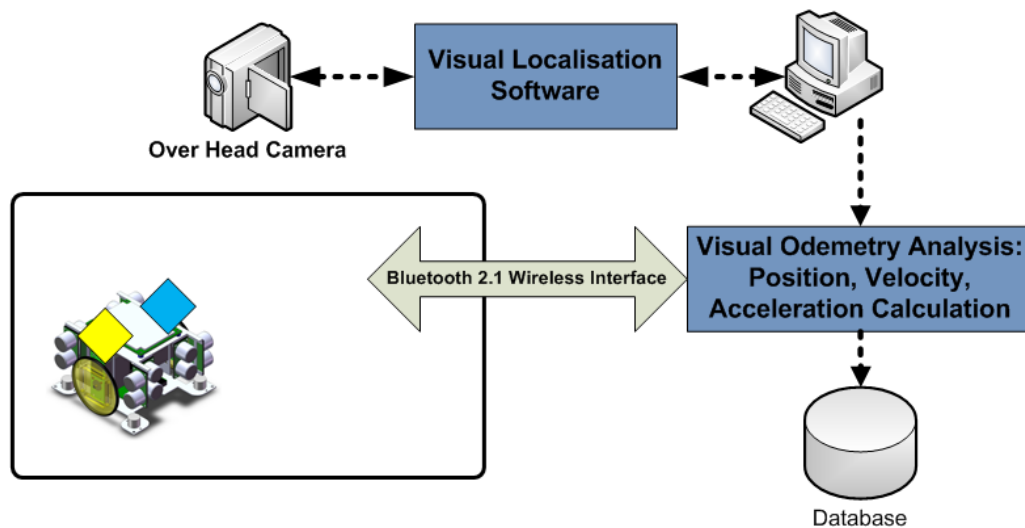 Visual Localisation
Software
Over Head Camera
Bluetooth 2.1 Wireless Interface
Visual Odemetry Analysis:
Position, Velocity,
Acceleration Calculation
Database